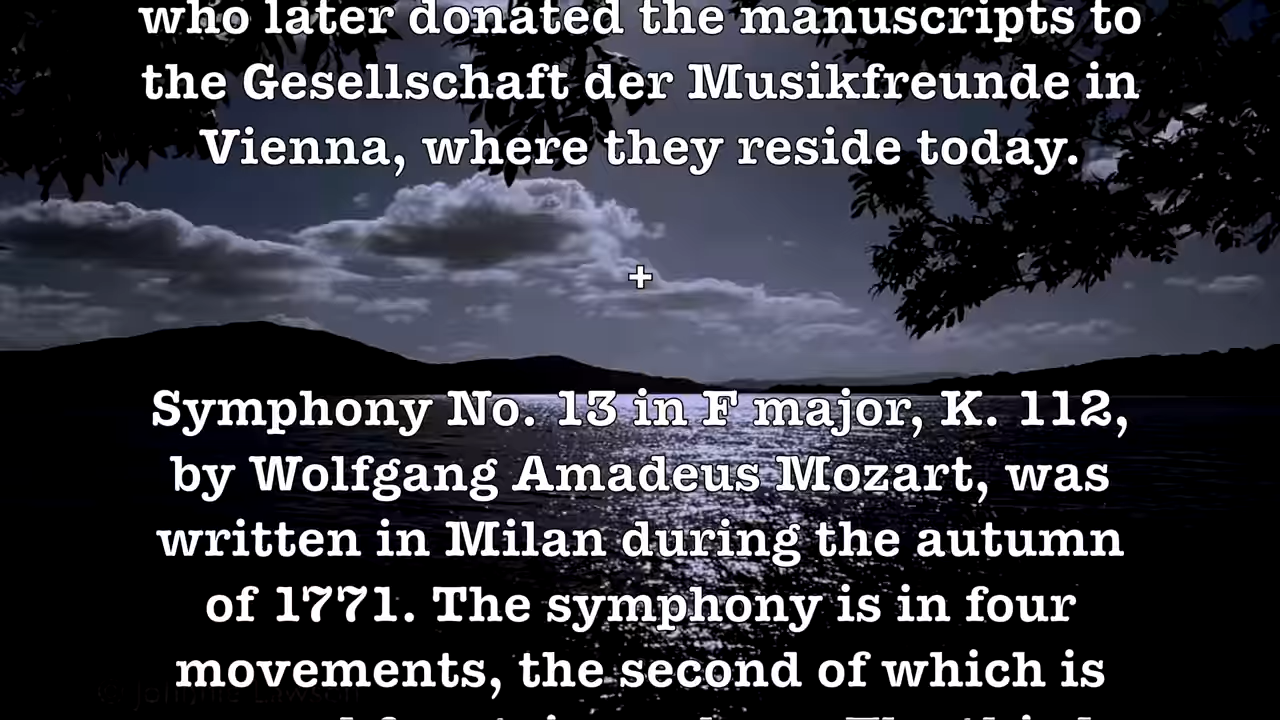 who later donated the manuscripts to
the Gesellschaft der Musikfreunde in
Vienna, where they reside today.
+
Symphony No. 13 in F major, K. 112,
by Wolfgang Amadeus Mozart, was
written in Milan during the autumn
of 1771. The symphony is in four
movements, the second of which is